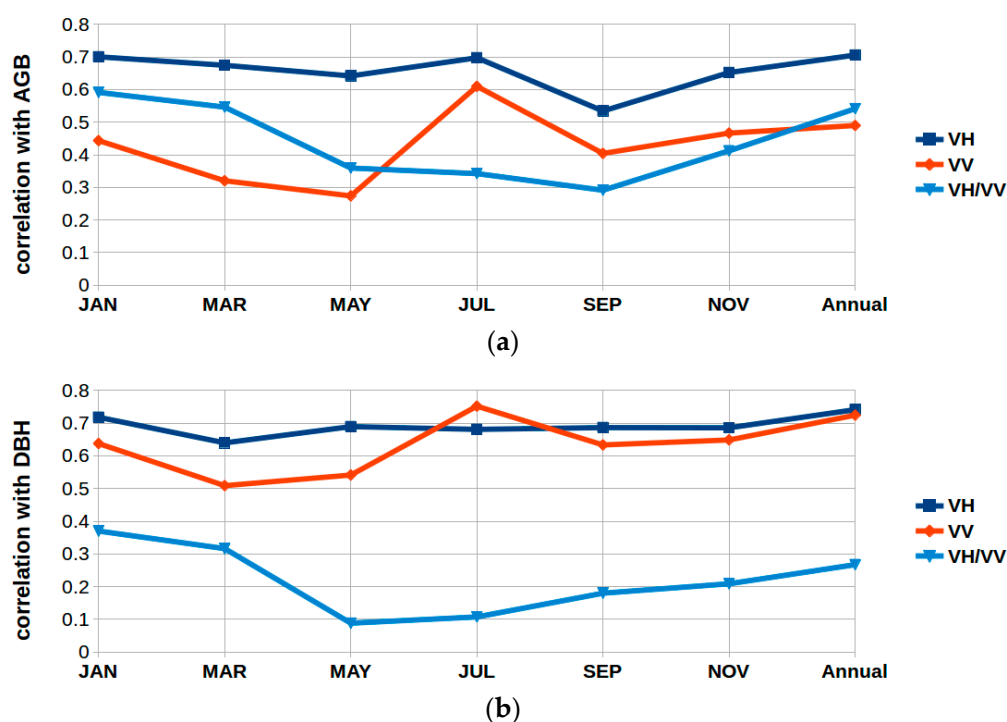 0.8
0.7
0.6
0.5
0.4
0.3
0.2
0.1
0
correlation with AGB
JAN MAR MAY JUL SEP NOV Annual
VH
VV
VH/VV
(a)
0.8
0.7
0.6
0.5
0.4
0.3
0.2
0.1
0
correlation with DBH
JAN MAR MAY JUL SEP NOV Annual
VH
VV
VH/VV
(b)